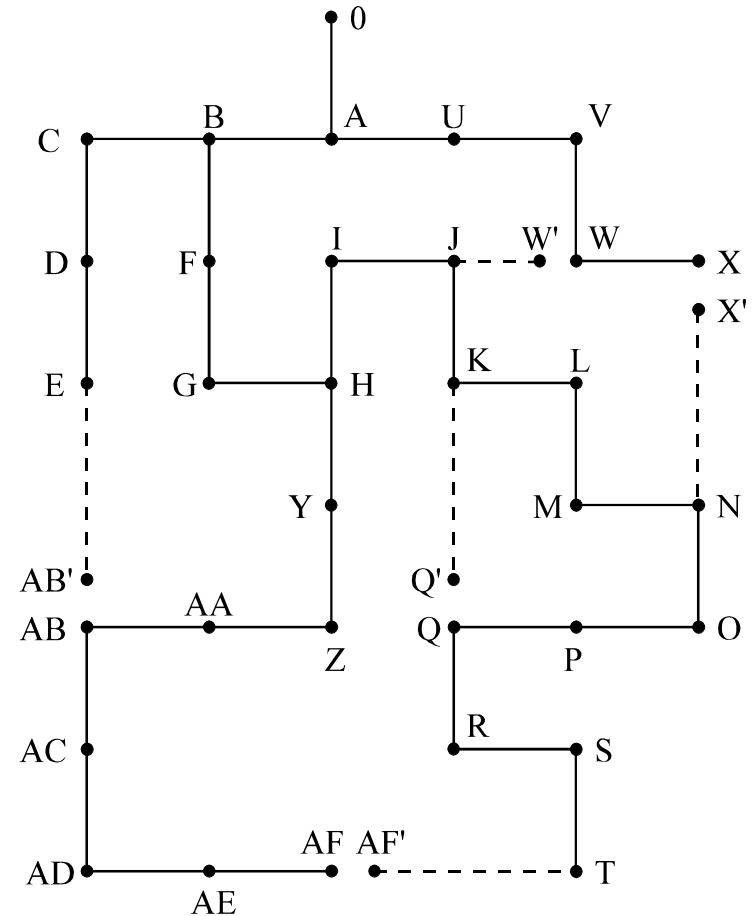 0
C B A U V
D F I J W' W X
X'
E G H K L
Y M N
AB' Q'
AB AA Z Q P O
AC R S
AD AE AF AF' T